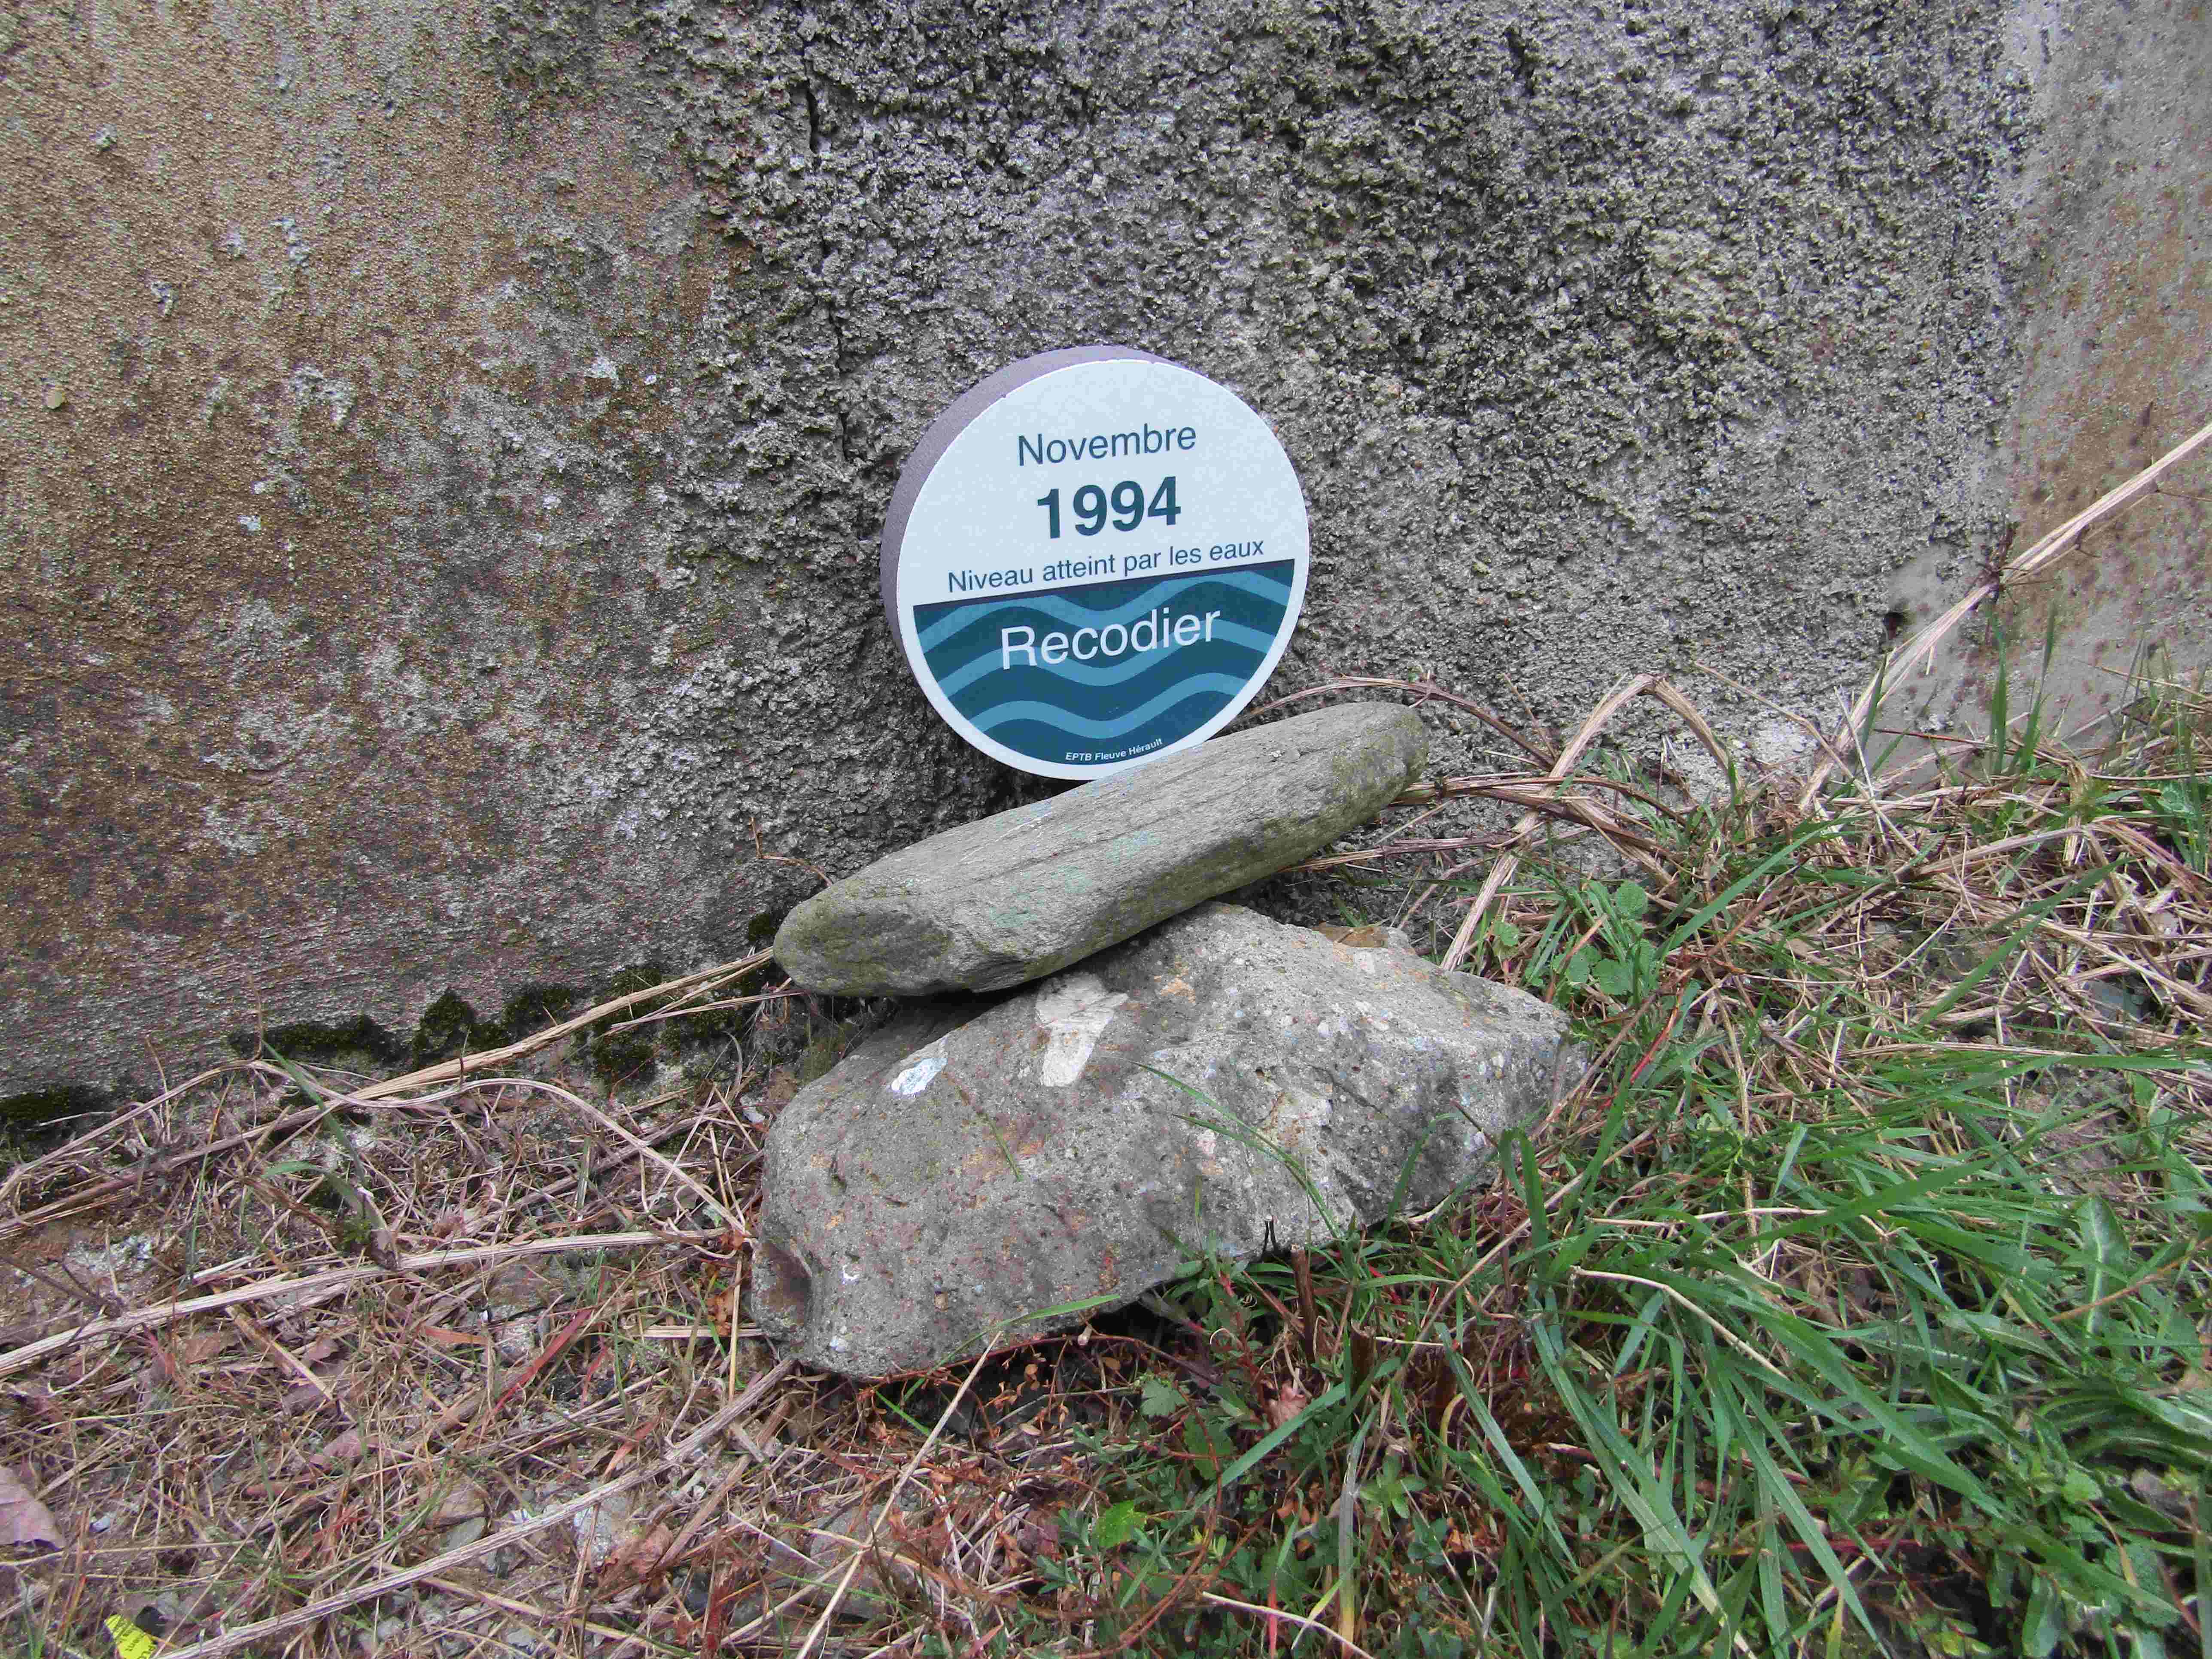 Novembre
1994
Niveau atteint par les eaux
Recodier
EPTB Fleuve Hérault